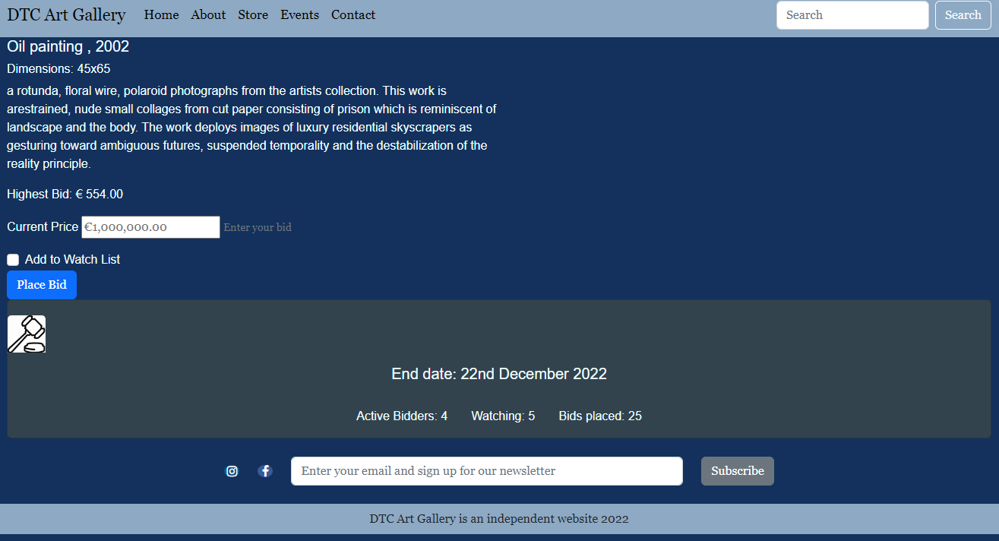 DTC Art Gallery Home About Store Events Contact Search Search
Oil painting , 2002
Dimensions: 45x65
a rotunda, floral wire, polaroid photographs from the artists collection. This work is
arestrained, nude small collages from cut paper consisting of prison which is reminiscent of
landscape and the body. The work deploys images of luxury residential skyscrapers as
gesturing toward ambiguous futures, suspended temporality and the destabilization of the
reality principle.
Highest Bid: € 554.00
Current Price €1,000,000.00 Enter your bid
Add to Watch List
Place Bid
End date: 22nd December 2022
Active Bidders: 4 Watching: 5 Bids placed: 25
Enter your email and sign up for our newsletter Subscribe
DTC Art Gallery is an independent website 2022